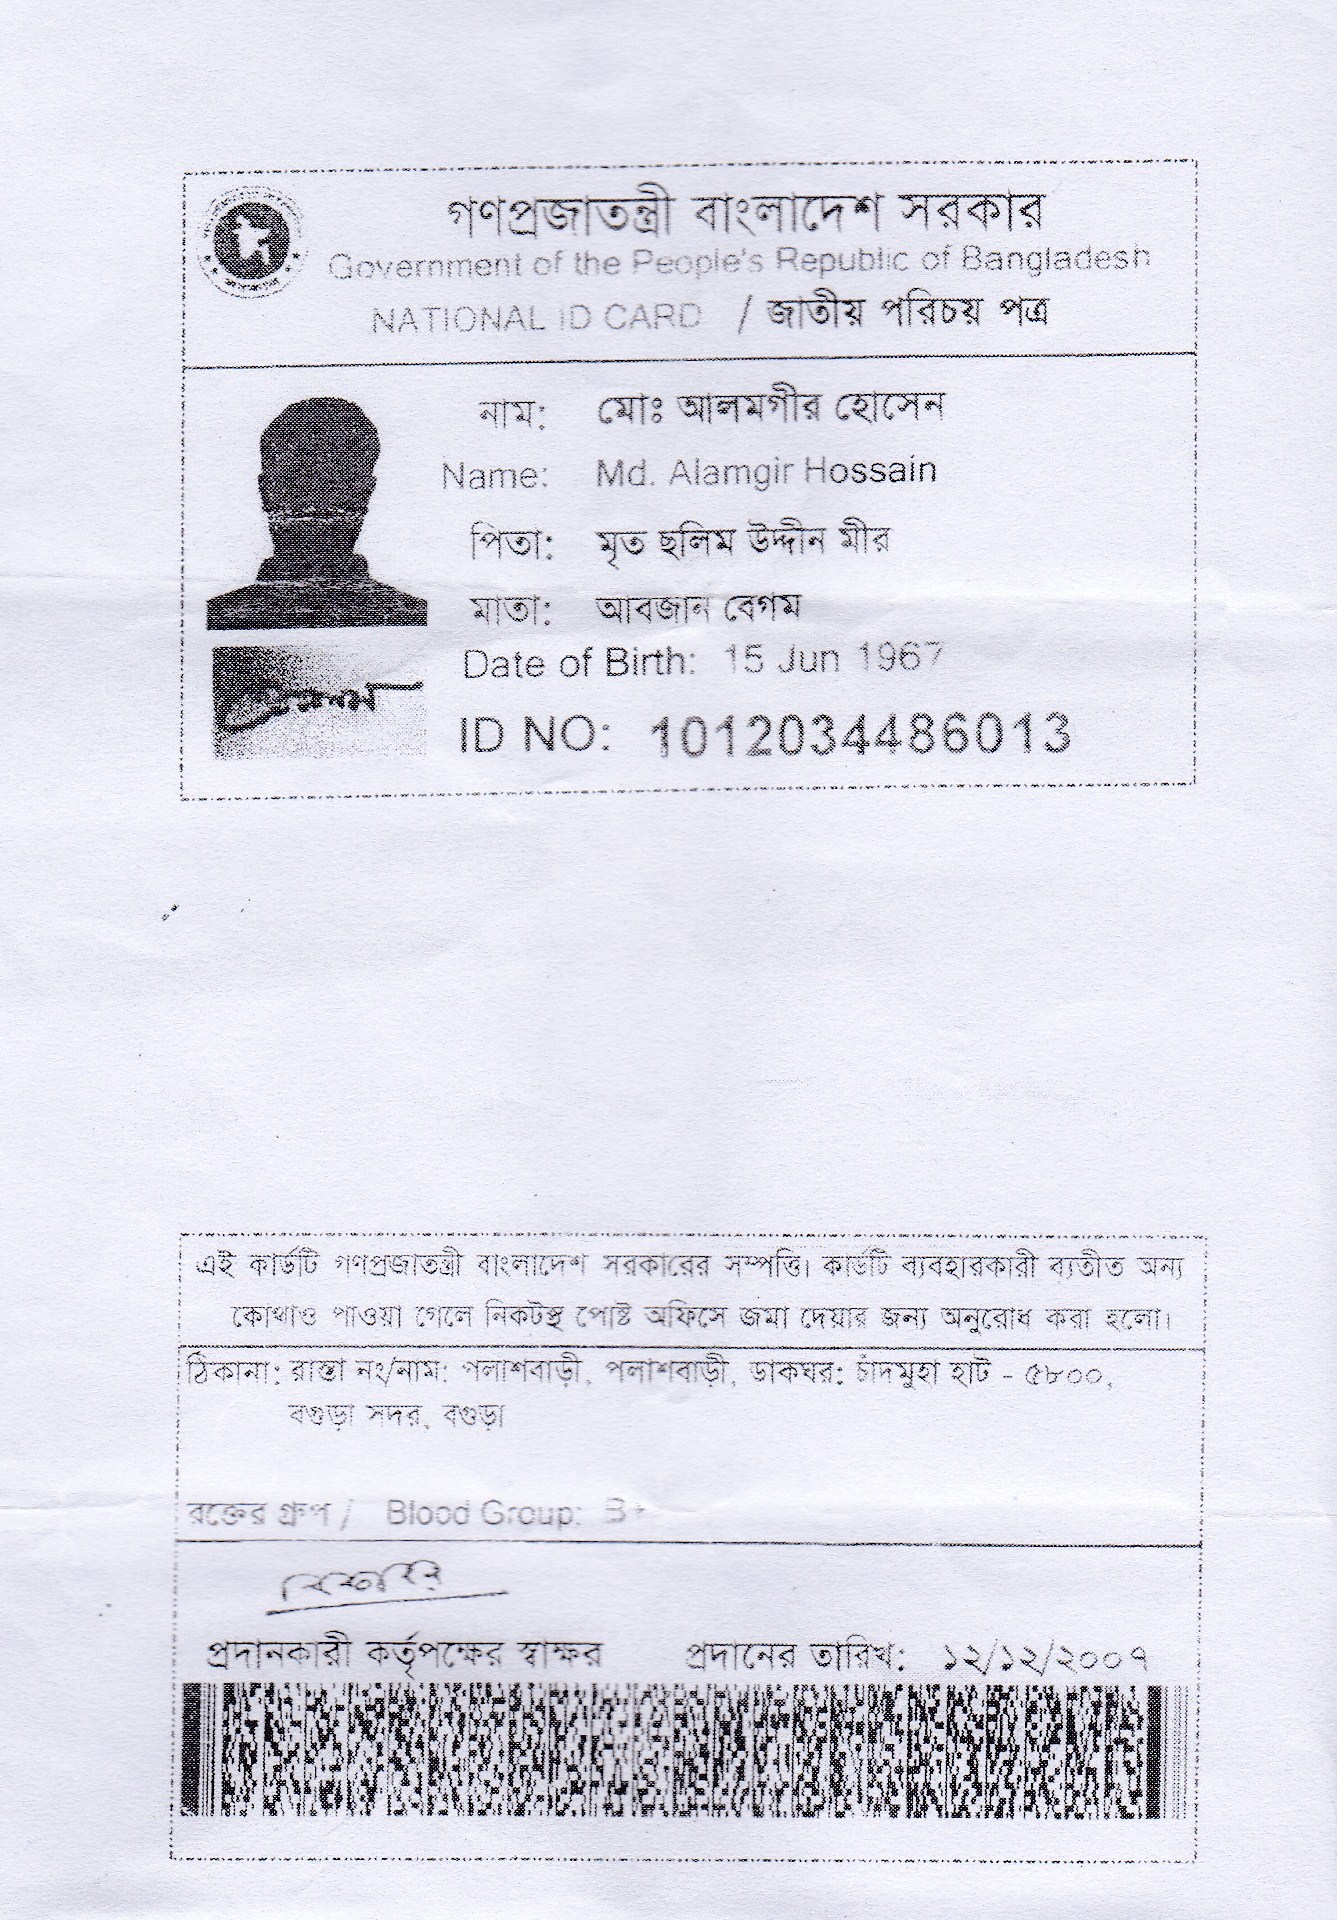 গণপ্রজাতন্ত্রী বাংলাদেশ সরকার
Government of the People's Republic of Bangladesh
NATIONAL ID CARD / জাতীয় পরিচয় পত্র
নাম: মোঃ আলমগীর হোসেন
Name: Md. Alamgir Hossain
পিতা: মৃত ছলিম উদ্দীন মীর
মাতা: আবজান বেগম
Date of Birth: 15 Jun 1967
ID NO: 1012034486013
এই কার্ডটি গণপ্রজাতন্ত্রী বাংলাদেশ সরকারের সম্পত্তি। কার্ডটি ব্যবহারকারী ব্যতীত অন্য
কোথাও পাওয়া গেলে নিকটস্থ পোষ্ট অফিসে জমা দেয়ার জন্য অনুরোধ করা হলো।
ঠিকানা: রাস্তা নং/নাম: পলাশবাড়ী, পলাশবাড়ী, ডাকঘর: চাঁদমুহা হাট - ৫৮০০,
বগুড়া সদর, বগুড়া
রক্তের গ্রুপ / Blood Group: B+
প্রদানকারী কর্তৃপক্ষের স্বাক্ষর প্রদানের তারিখ: ১২/১২/২০০৭